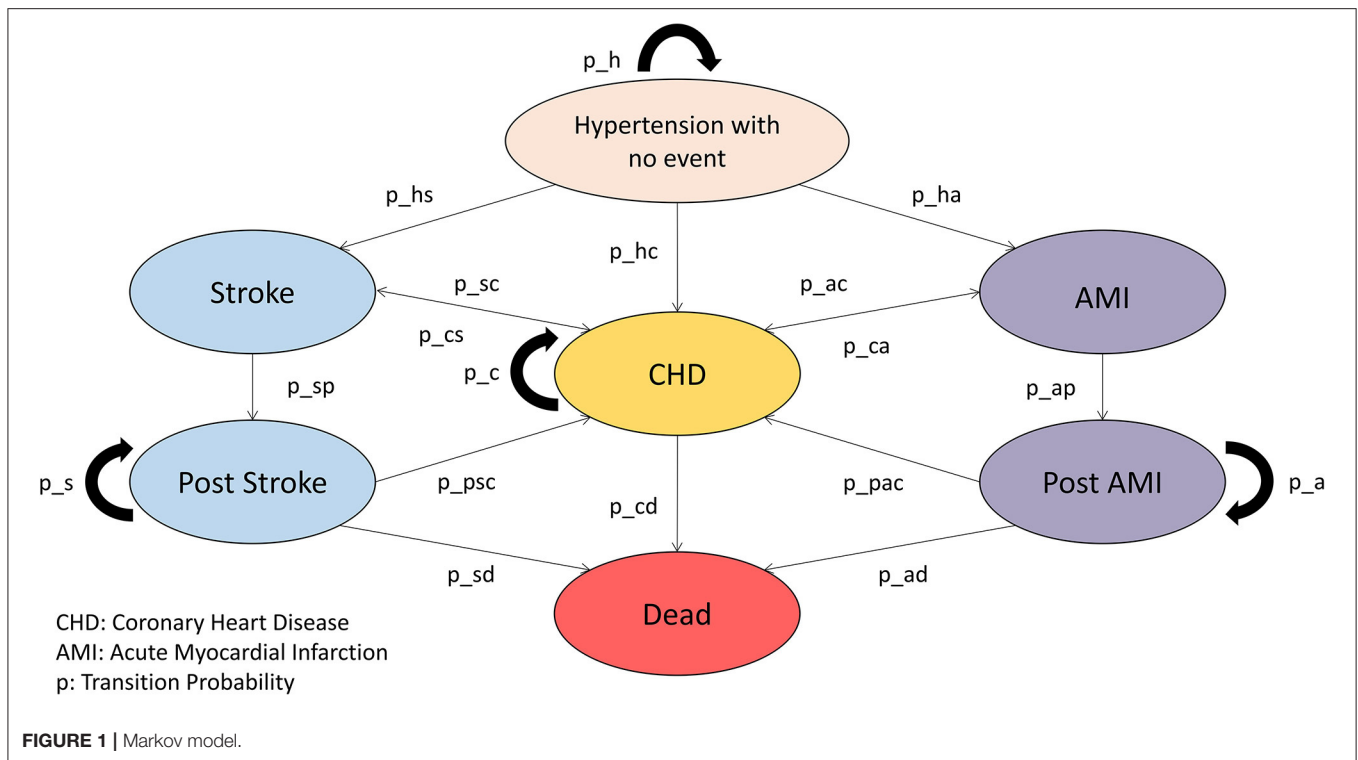 p_h
Hypertension with
no event
p_hs
p_ha
p_hc
Stroke
p_sc
p_ac
AMI
p_cs
p_ca
p_c
CHD
p_sp
p_ap
p_s
Post Stroke
p_psc
p_pac
Post AMI
p_a
p_cd
p_sd
p_ad
Dead
CHD: Coronary Heart Disease
AMI: Acute Myocardial Infarction
p: Transition Probability
FIGURE 1 | Markov model.